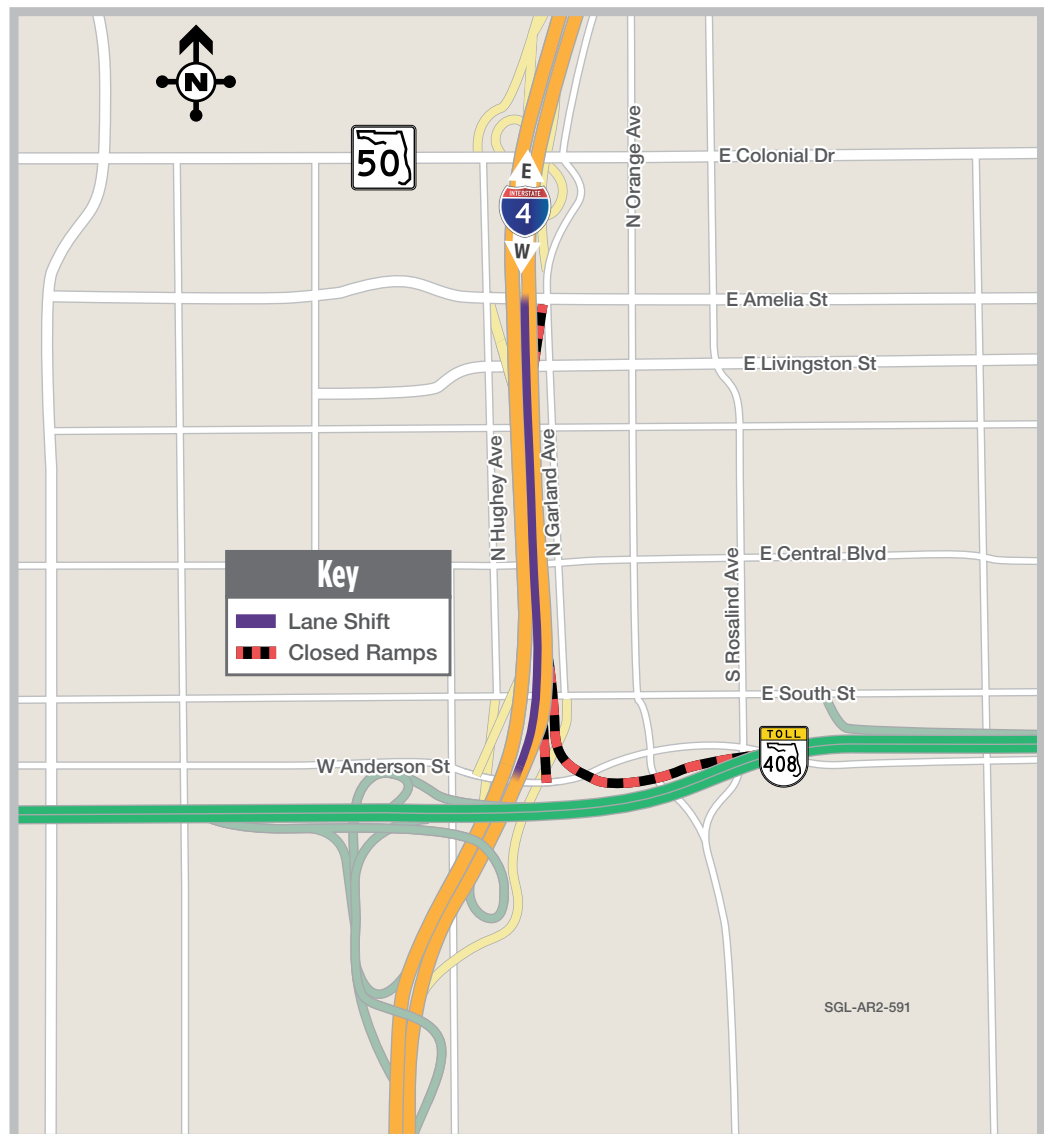 N
50
E Colonial Dr
N Orange Ave
E
INTERSTATE
4
W
E Amelia St
E Livingston St
N Hughey Ave
N Garland Ave
E Central Blvd
S Rosalind Ave
Key
Lane Shift
Closed Ramps
E South St
TOLL
408
W Anderson St
SGL-AR2-591